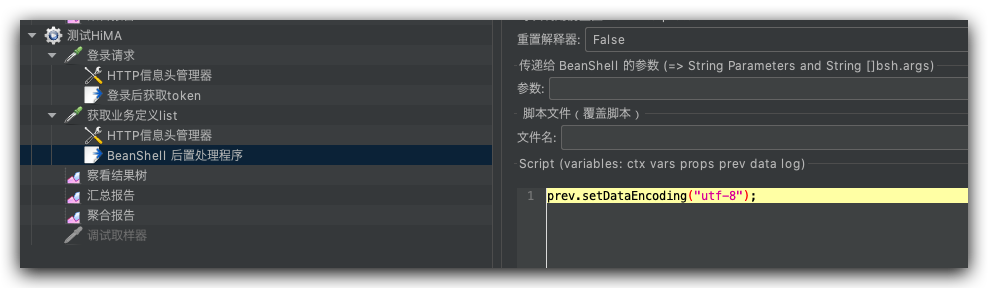 测试HiMA
登录请求
HTTP信息头管理器
登录后获取token
获取业务定义list
HTTP信息头管理器
BeanShell 后置处理程序
察看结果树
汇总报告
聚合报告
调试取样器
重置解释器: False
传递给 BeanShell 的参数 (=> String Parameters and String []bsh.args)
参数:
脚本文件（覆盖脚本）
文件名:
Script (variables: ctx vars props prev data log)
1 prev.setDataEncoding("utf-8");